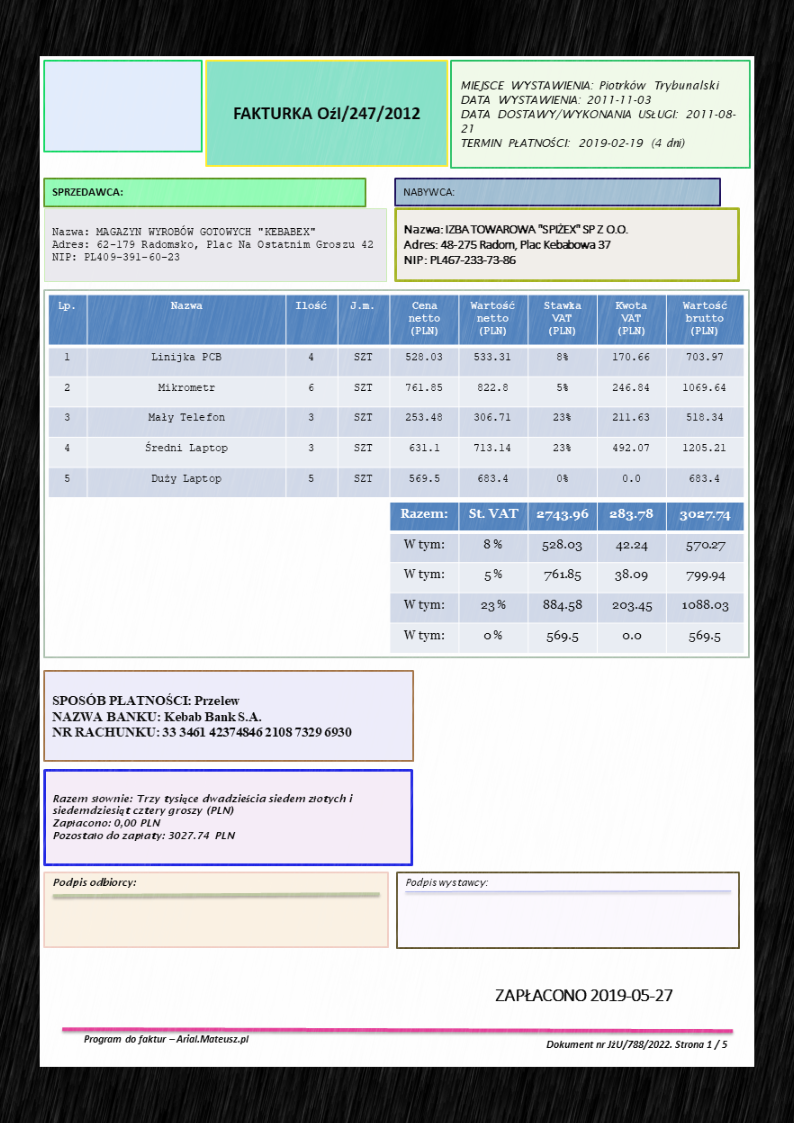 FAKTURKA Oźl/247/2012
MIEJSCE WYSTAWIENIA: Piotrków Trybunalski
DATA WYSTAWIENIA: 2011-11-03
DATA DOSTAWY/WYKONANIA USŁUGI: 2011-08-
21
TERMIN PŁATNOŚCI: 2019-02-19 (4 dni)
SPRZEDAWCA:
NABYWCA:
Nazwa: MAGAZYN WYROBÓW GOTOWYCH "KEBABEX"
Adres: 62-179 Radomsko, Plac Na Ostatnim Groszu 42
NIP: PL409-391-60-23
Nazwa: IZBA TOWAROWA "SPIŻEX" SP Z O.O.
Adres: 48-275 Radom, Plac Kebabowa 37
NIP: PL467-233-73-86
Lp. Nazwa Ilość J.m. Cena netto (PLN) Wartość netto (PLN) Stawka VAT (PLN) Kwota VAT (PLN) Wartość brutto (PLN)
1 Linijka PCB 4 SZT 528.03 533.31 8% 170.66 703.97
2 Mikrometr 6 SZT 761.85 822.8 5% 246.84 1069.64
3 Mały Telefon 3 SZT 253.48 306.71 23% 211.63 518.34
4 Średni Laptop 3 SZT 631.1 713.14 23% 492.07 1205.21
5 Duży Laptop 5 SZT 569.5 683.4 0% 0.0 683.4
Razem: St. VAT 2743.96 283.78 3027.74
W tym: 8 % 528.03 42.24 570.27
W tym: 5 % 761.85 38.09 799.94
W tym: 23 % 884.58 203.45 1088.03
W tym: 0 % 569.5 0.0 569.5
SPOSÓB PŁATNOŚCI: Przelew
NAZWA BANKU: Kebab Bank S.A.
NR RACHUNKU: 33 3461 4237 4846 2108 7329 6930
Razem słownie: Trzy tysiące dwadzieścia siedem złotych i
siedemdziesiąt cztery groszy (PLN)
Zapłacono: 0,00 PLN
Pozostało do zapłaty: 3027.74 PLN
Podpis odbiorcy:
Podpis wystawcy:
ZAPŁACONO 2019-05-27
Program do faktur – Arial.Mateusz.pl
Dokument nr JźU/788/2022. Strona 1 / 5